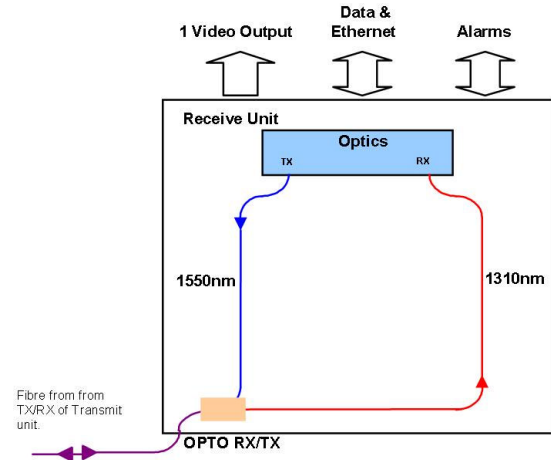 1 Video Output
Data &
Ethernet
Alarms
Receive Unit
Optics
TX
RX
1550nm
1310nm
Fibre from from
TX/RX of Transmit
unit.
OPTO RX/TX